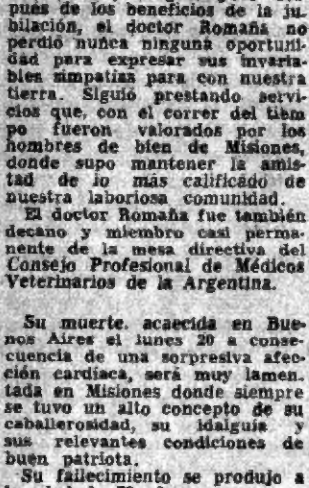 pués de los beneficios de la ju-
bilación, el doctor Romaña no
perdió nunca ninguna oportuni-
dad para expresar sus invaria-
bles simpatías para con nuestra
tierra. Siguió prestando servi-
cios que, con el correr del tiem
po fueron valorados por los
hombres de bien de Misiones,
donde supo mantener la amis-
tad de lo más calificado de
nuestra laboriosa comunidad.
El doctor Romaña fue también
decano y miembro casi perma-
nente de la mesa directiva del
Consejo Profesional de Médicos
Veterinarios de la Argentina.
Su muerte, acaecida en Bue-
nos Aires el lunes 20 a conse-
cuencia de una sorpresiva afec-
ción cardíaca, será muy lamen-
tada en Misiones donde siempre
se tuvo un alto concepto de su
caballerosidad, su idalguía y
sus relevantes condiciones de
buen patriota.
Su fallecimiento se produjo a